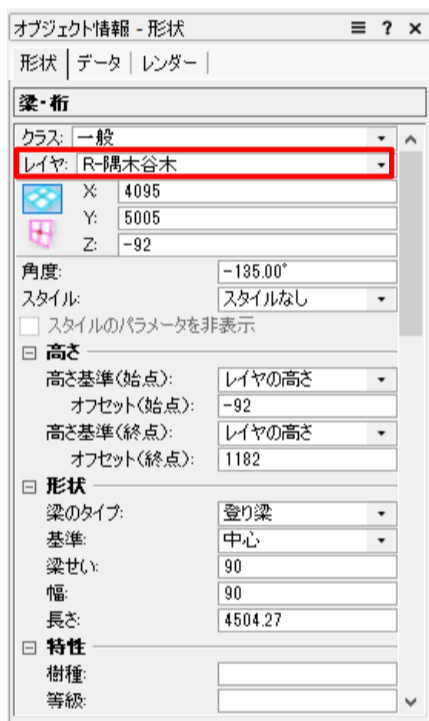 オブジェクト情報 - 形状 ≡ ? ×
形状 データ レンダー
梁・桁
クラス: 一般
レイヤ: R-隅木谷木
X: 4095
Y: 5005
Z: -92
角度: -135.00°
スタイル: スタイルなし
スタイルのパラメータを非表示
高さ
高さ基準(始点): レイヤの高さ
オフセット(始点): -92
高さ基準(終点): レイヤの高さ
オフセット(終点): 1182
形状
梁のタイプ: 登り梁
基準: 中心
梁せい: 90
幅: 90
長さ: 4504.27
特性
樹種:
等級: